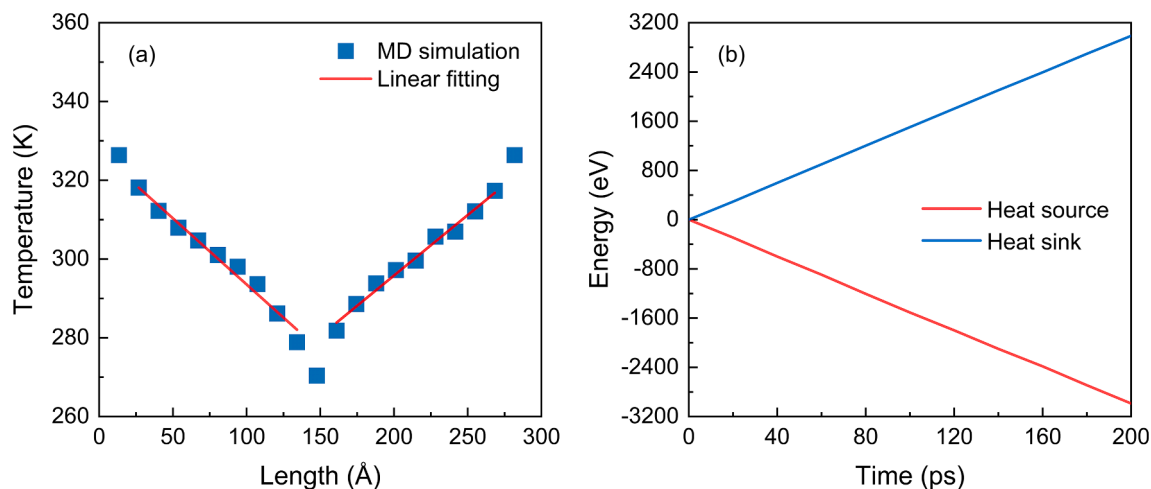 (a)
MD simulation
Linear fitting
Temperature (K)
360
340
320
300
280
260
0
50
100
150
200
250
300
Length (Å)
(b)
Heat source
Heat sink
Energy (eV)
3200
2400
1600
800
0
-800
-1600
-2400
-3200
0
40
80
120
160
200
Time (ps)